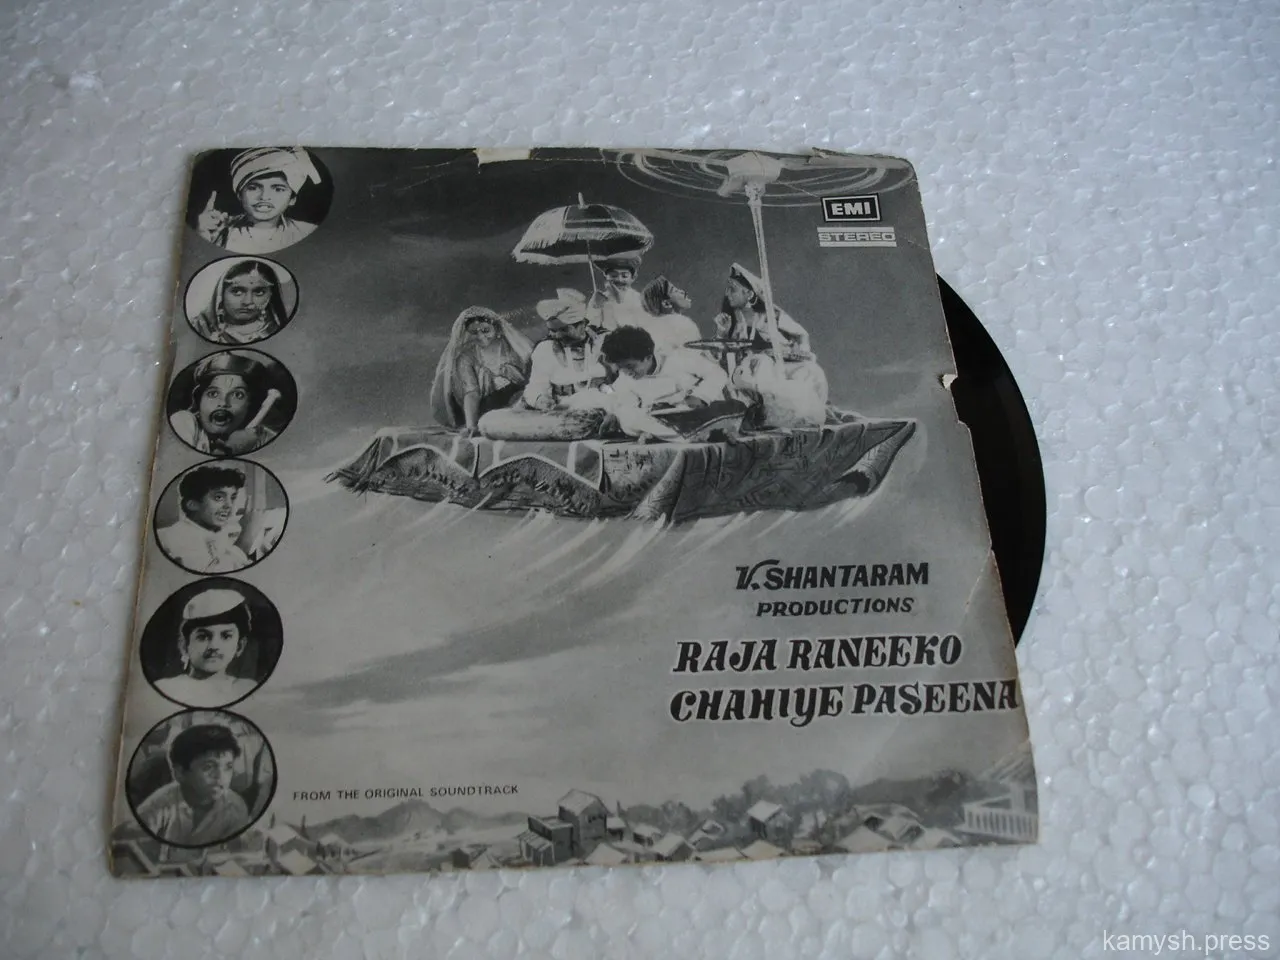 EMI
STEREO
V. SHANTARAM
PRODUCTIONS
RAJA RANEEKO
CHAHIYE PASEENA
FROM THE ORIGINAL SOUNDTRACK
kamysh.press